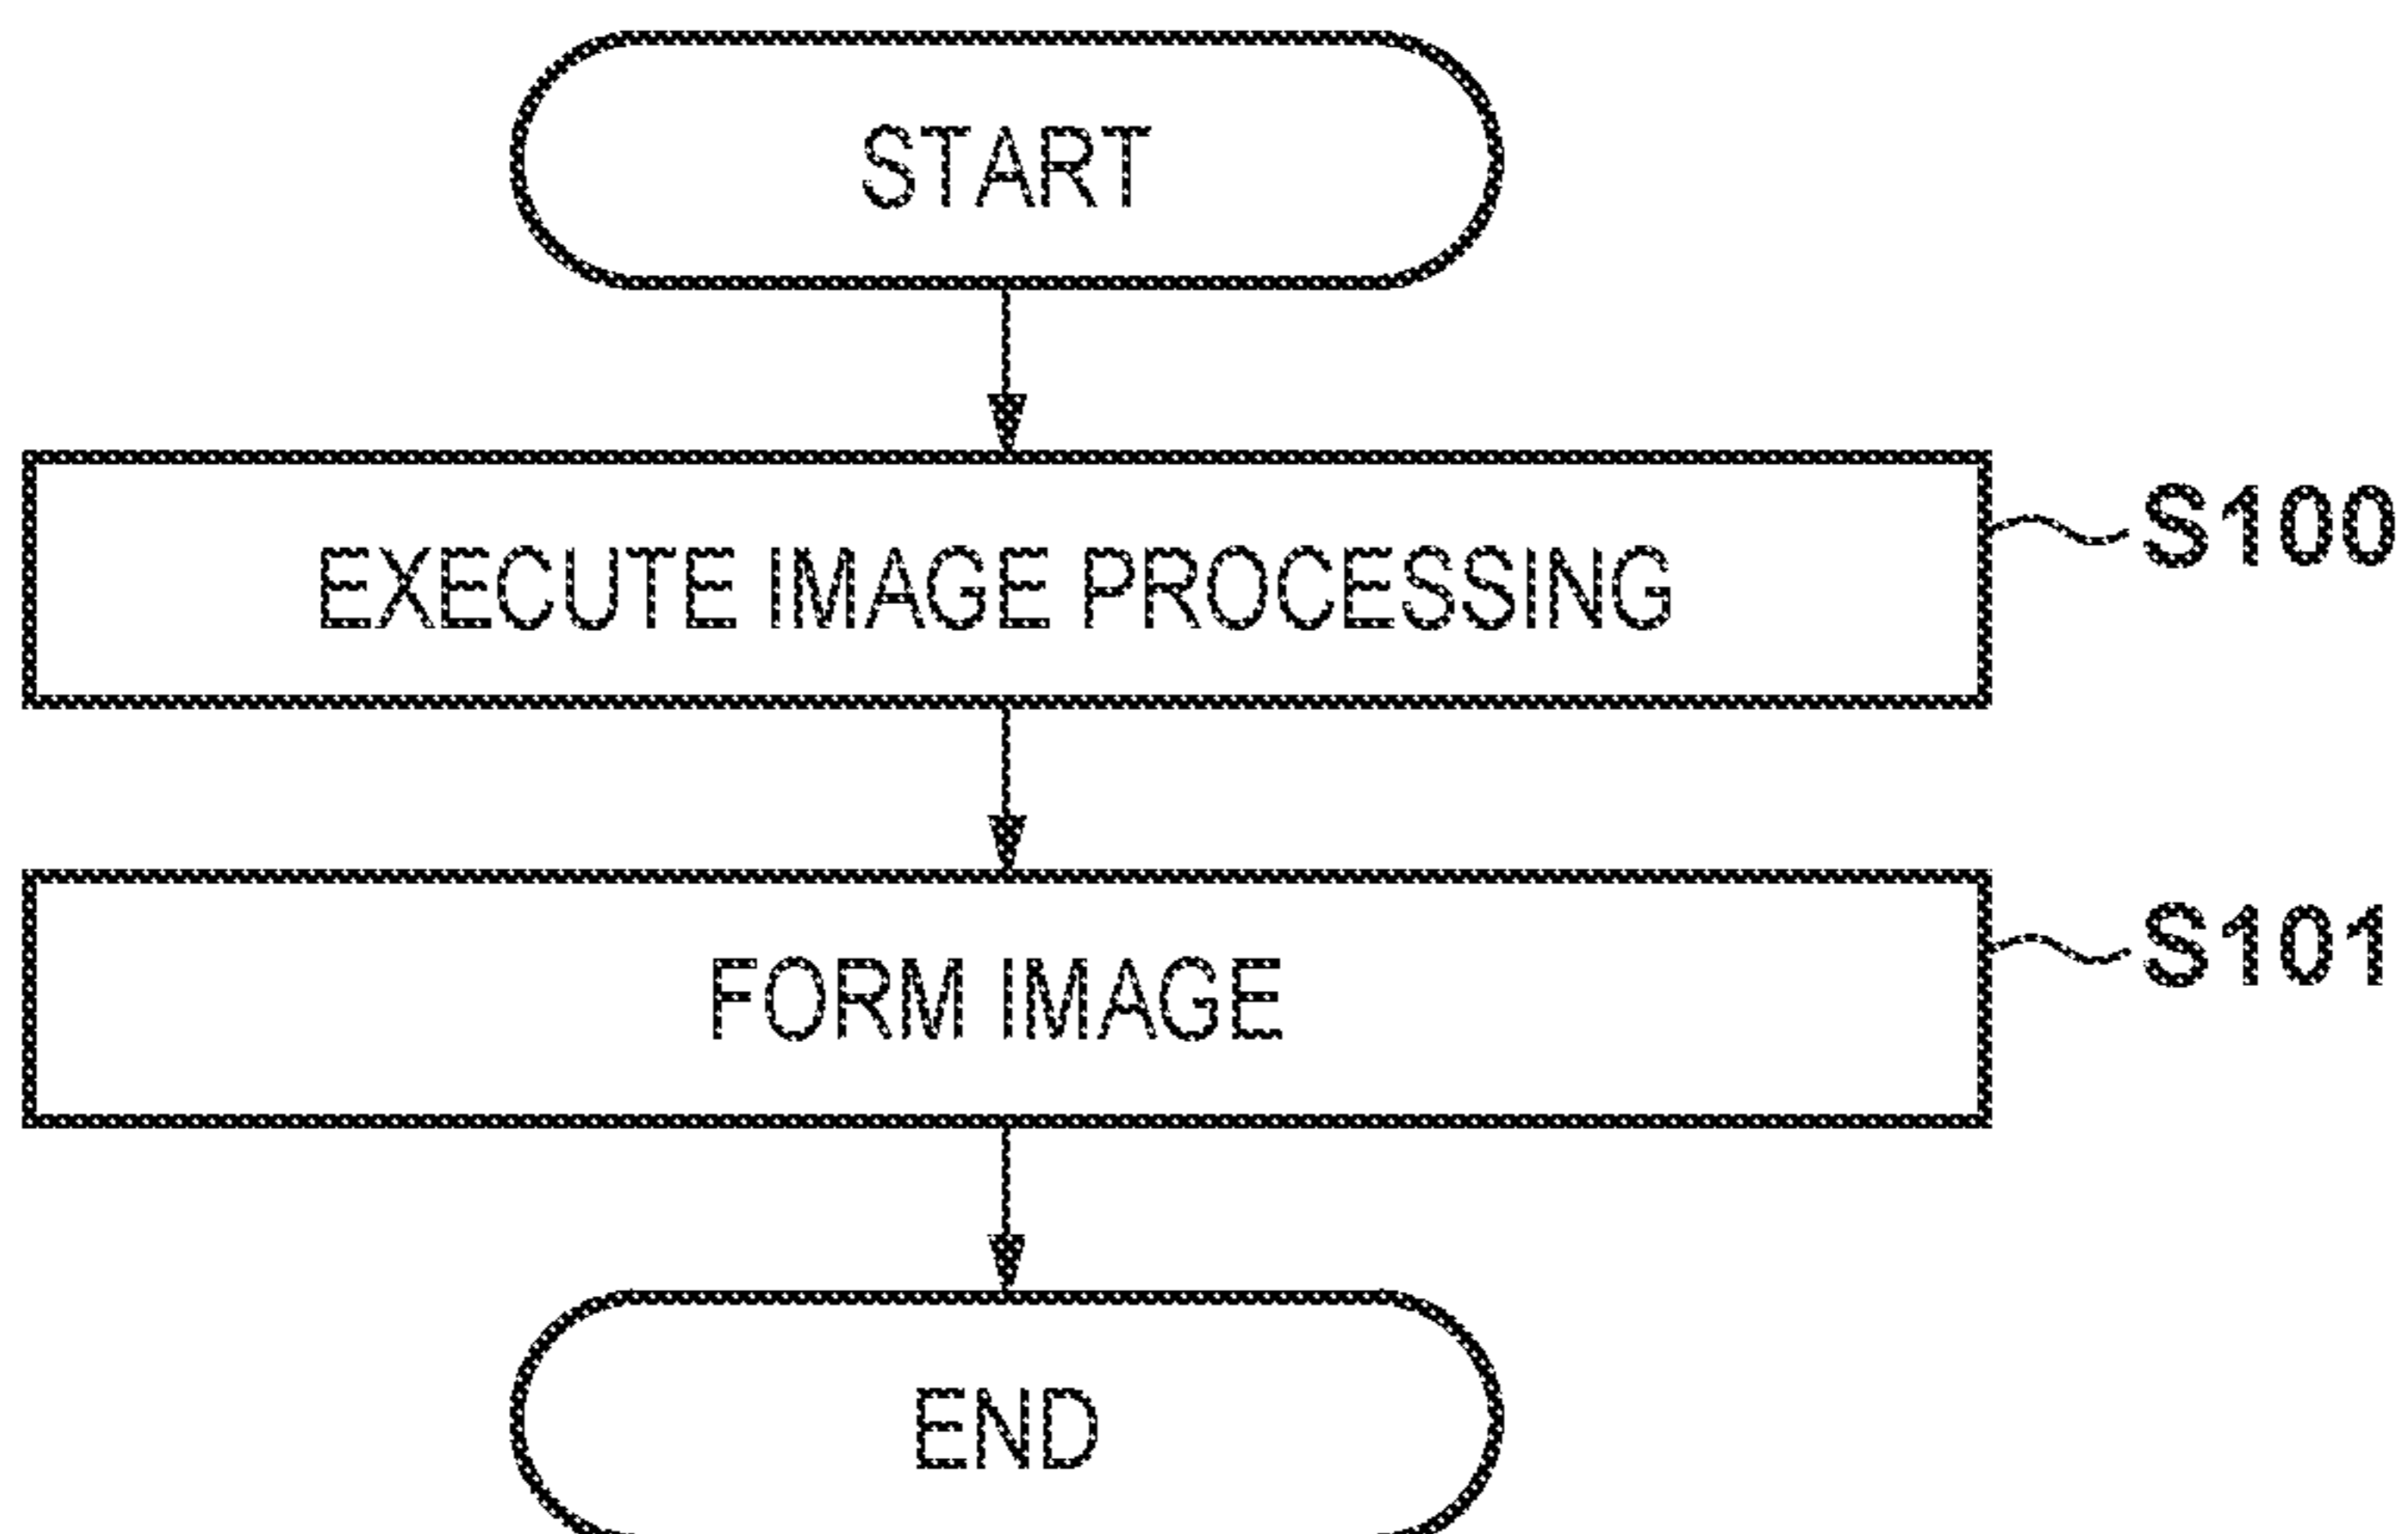 START
EXECUTE IMAGE PROCESSING
S100
FORM IMAGE
S101
END